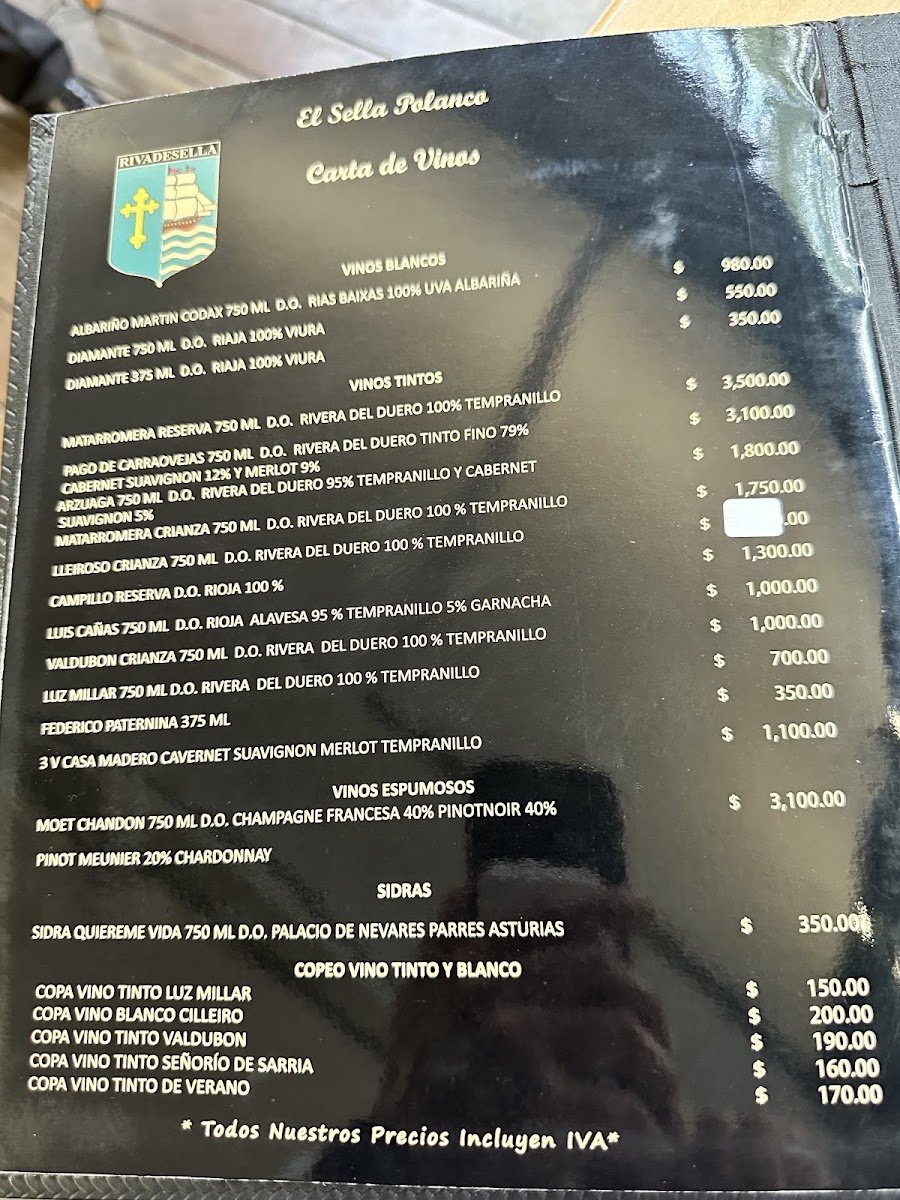 El Sella Polanco
RIVADESELLA
Carta de Vinos
VINOS BLANCOS
ALBARIÑO MARTIN CODAX 750 ML D.O. RIAS BAIXAS 100% UVA ALBARIÑA $ 980.00
DIAMANTE 750 ML D.O. RIAJA 100% VIURA $ 550.00
DIAMANTE 375 ML D.O. RIAJA 100% VIURA $ 350.00
VINOS TINTOS
MATARROMERA RESERVA 750 ML D.O. RIVERA DEL DUERO 100% TEMPRANILLO $ 3,500.00
PAGO DE CARRAOVEJAS 750 ML D.O. RIVERA DEL DUERO TINTO FINO 79% $ 3,100.00
CABERNET SUAVIGNON 12% Y MERLOT 9%
ARZUAGA 750 ML D.O. RIVERA DEL DUERO 95% TEMPRANILLO Y CABERNET $ 1,800.00
SUAVIGNON 5%
MATARROMERA CRIANZA 750 ML D.O. RIVERA DEL DUERO 100 % TEMPRANILLO $ 1,750.00
LLEIROSO CRIANZA 750 ML D.O. RIVERA DEL DUERO 100 % TEMPRANILLO $ .00
CAMPILLO RESERVA D.O. RIOJA 100 % $ 1,300.00
LUIS CAÑAS 750 ML D.O. RIOJA ALAVESA 95 % TEMPRANILLO 5% GARNACHA $ 1,000.00
VALDUBON CRIANZA 750 ML D.O. RIVERA DEL DUERO 100 % TEMPRANILLO $ 1,000.00
LUZ MILLAR 750 ML D.O. RIVERA DEL DUERO 100 % TEMPRANILLO $ 700.00
FEDERICO PATERNINA 375 ML $ 350.00
3 V CASA MADERO CAVERNET SUAVIGNON MERLOT TEMPRANILLO $ 1,100.00
VINOS ESPUMOSOS
MOET CHANDON 750 ML D.O. CHAMPAGNE FRANCESA 40% PINOTNOIR 40% $ 3,100.00
PINOT MEUNIER 20% CHARDONNAY
SIDRAS
SIDRA QUIEREME VIDA 750 ML D.O. PALACIO DE NEVARES PARRES ASTURIAS $ 350.00
COPEO VINO TINTO Y BLANCO
COPA VINO TINTO LUZ MILLAR $ 150.00
COPA VINO BLANCO CILLEIRO $ 200.00
COPA VINO TINTO VALDUBON $ 190.00
COPA VINO TINTO SEÑORÍO DE SARRIA $ 160.00
COPA VINO TINTO DE VERANO $ 170.00
* Todos Nuestros Precios Incluyen IVA*